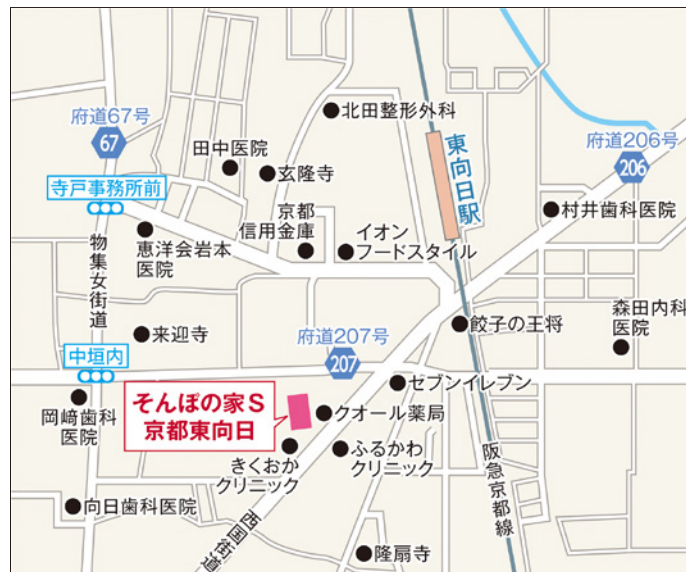 北田整形外科
府道67号
67
田中医院
玄隆寺
東向日駅
府道206号
206
寺戸事務所前
京都
信用金庫
イオン
フードスタイル
村井歯科医院
恵洋会岩本
医院
物集女街道
来迎寺
府道207号
207
餃子の王将
森田内科
医院
中垣内
セブンイレブン
岡﨑歯科
医院
そんぽの家S
京都東向日
クオール薬局
きくおか
クリニック
ふるかわ
クリニック
阪急京都線
向日歯科医院
西国街道
隆扇寺